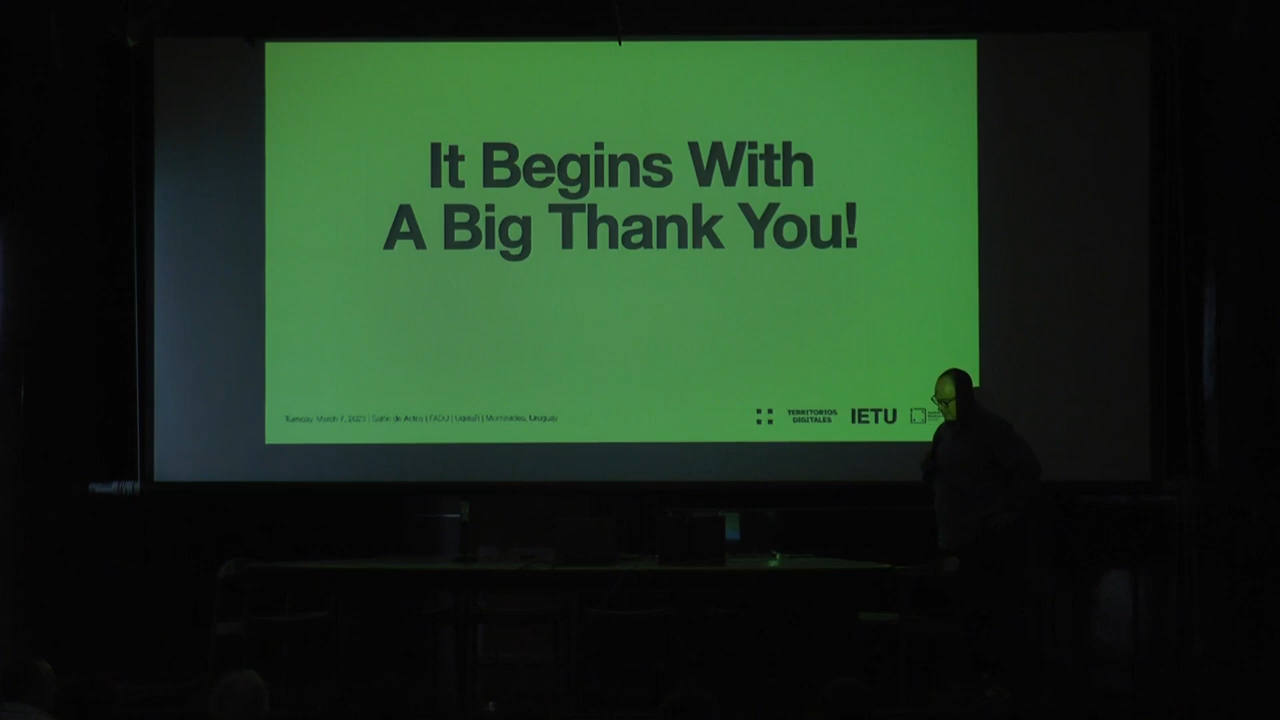 It Begins With
A Big Thank You!
Tuesday March 7, 2023 | Salón de Actos | FADU | UdelaR | Montevideo, Uruguay
TERRITORIOS
DIGITALES
IETU